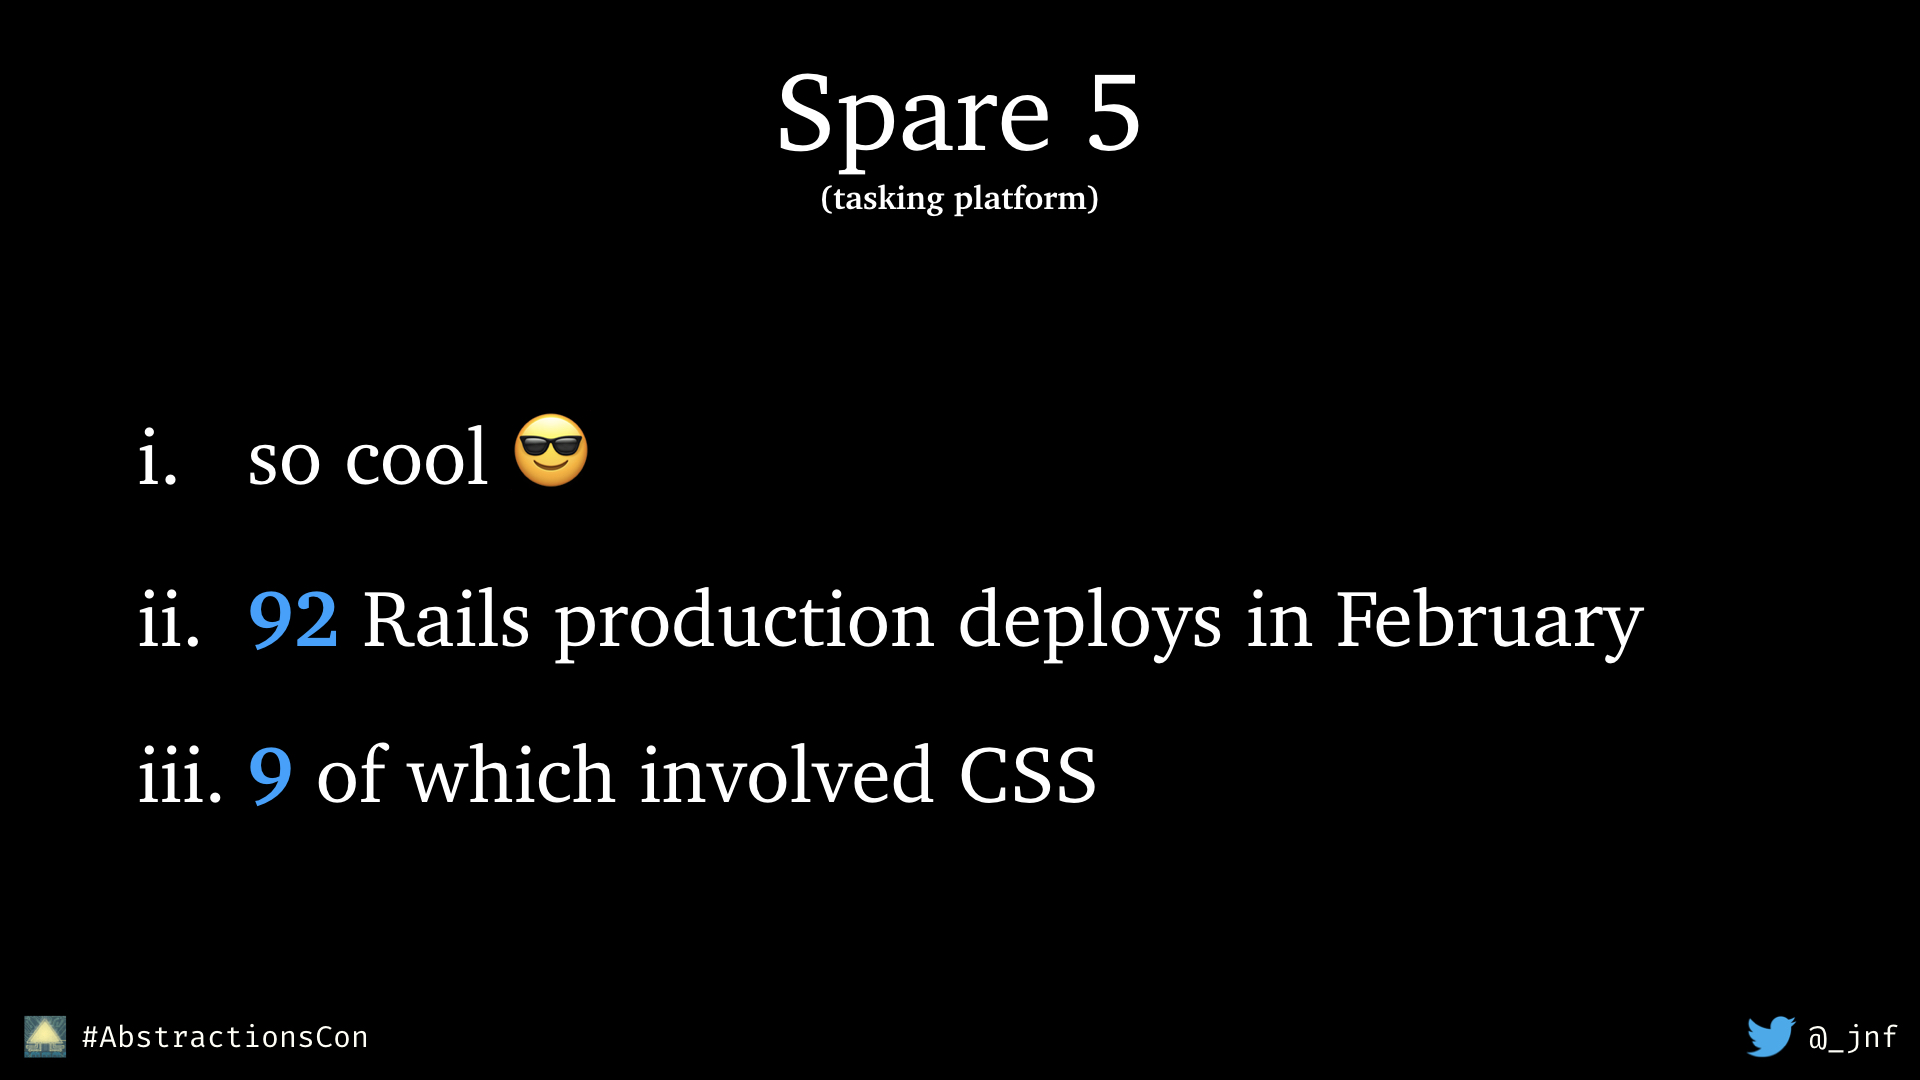 Spare 5
(tasking platform)
i. so cool 😎
ii. 92 Rails production deploys in February
iii. 9 of which involved CSS
#AbstractionsCon
@_jnf